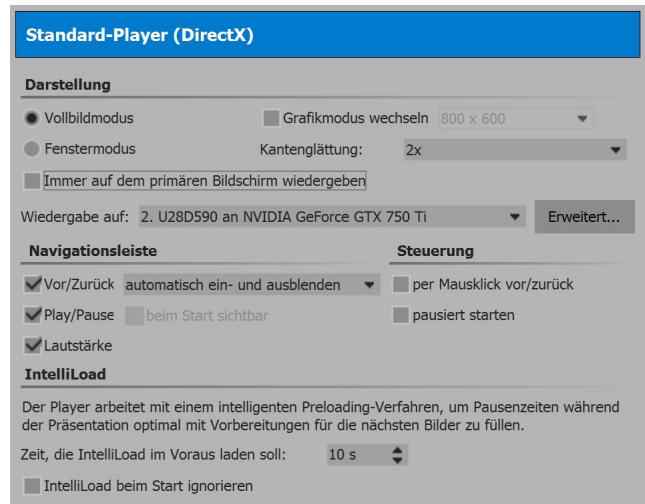 Standard-Player (DirectX)
Darstellung
Vollbildmodus Grafikmodus wechseln 800 x 600
Fenstermodus Kantenglättung: 2x
Immer auf dem primären Bildschirm wiedergeben
Wiedergabe auf: 2. U28D590 an NVIDIA GeForce GTX 750 Ti Erweitert...
Navigationsleiste Steuerung
Vor/Zurück automatisch ein- und ausblenden per Mausklick vor/zurück
Play/Pause beim Start sichtbar pausiert starten
Lautstärke
IntelliLoad
Der Player arbeitet mit einem intelligenten Preloading-Verfahren, um Pausenzeiten während
der Präsentation optimal mit Vorbereitungen für die nächsten Bilder zu füllen.
Zeit, die IntelliLoad im Voraus laden soll: 10 s
IntelliLoad beim Start ignorieren